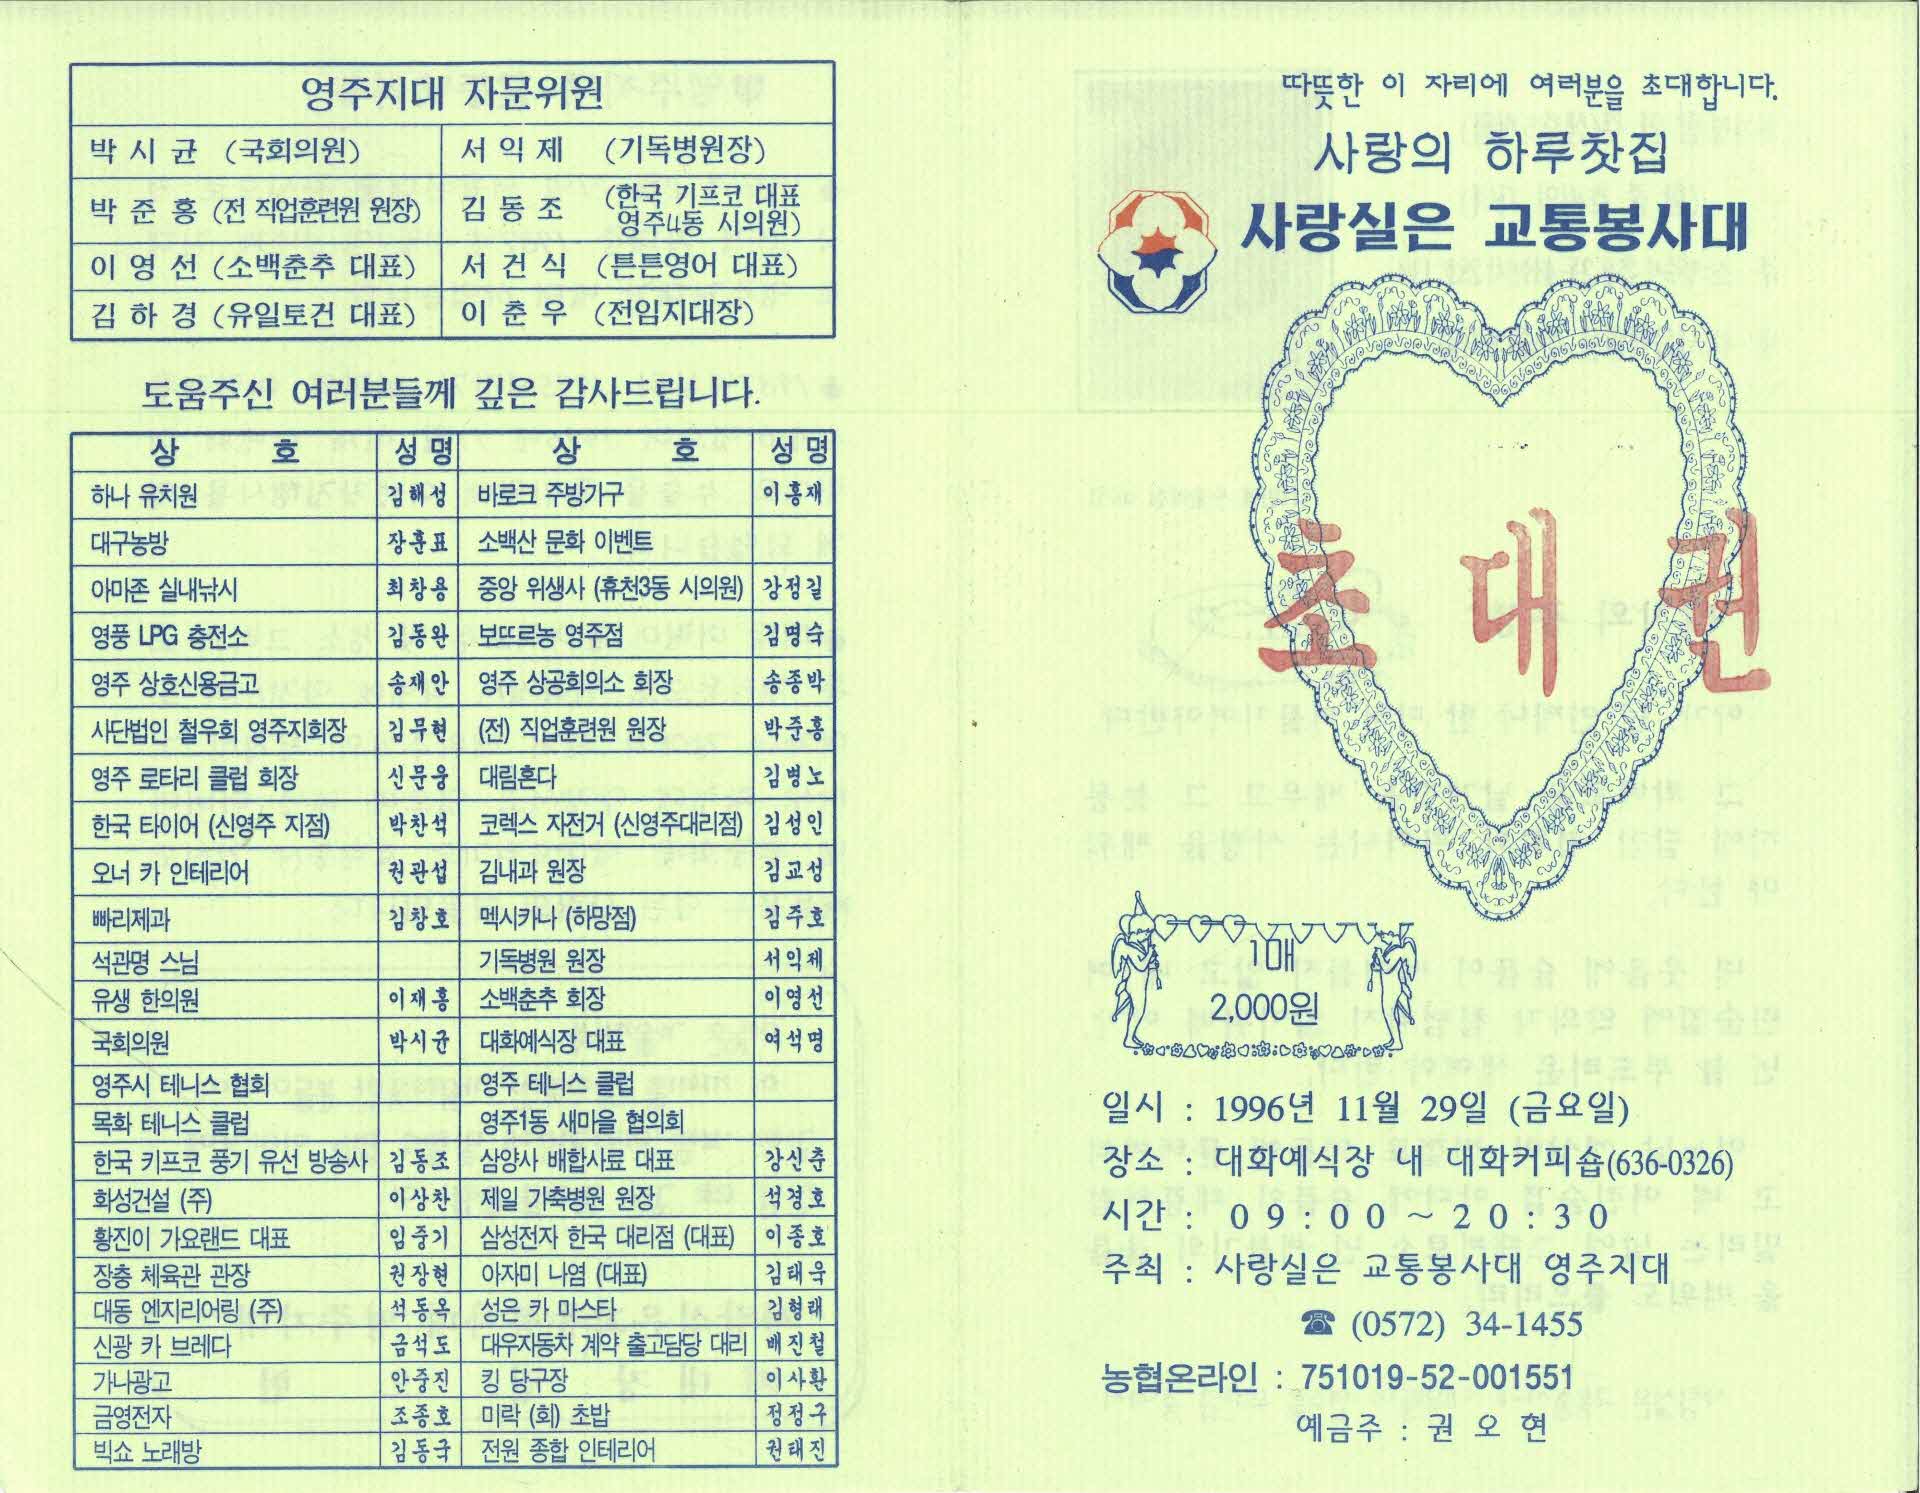 영주지대 자문위원
박 시 균 (국회의원) 서 익 제 (기독병원장)
박 준 홍 (전 직업훈련원 원장) 김 동 조 (한국 기프코 대표 영주4동 시의원)
이 영 선 (소백춘추 대표) 서 건 식 (튼튼영어 대표)
김 하 경 (유일토건 대표) 이 춘 우 (전임지대장)
도움주신 여러분들께 깊은 감사드립니다.
상 호 성 명 상 호 성 명
하나 유치원 김해성 바로크 주방가구 이흥재
대구농방 장훈표 소백산 문화 이벤트
아마존 실내낚시 최창용 중앙 위생사 (휴천3동 시의원) 강정길
영풍 LPG 충전소 김동완 보뜨르농 영주점 김명숙
영주 상호신용금고 송재안 영주 상공회의소 회장 송종박
사단법인 철우회 영주지회장 김무현 (전) 직업훈련원 원장 박준홍
영주 로타리 클럽 회장 신문웅 대림혼다 김병노
한국 타이어 (신영주 지점) 박찬석 코렉스 자전거 (신영주대리점) 김성인
오너 카 인테리어 권관섭 김내과 원장 김교성
빠리제과 김창호 멕시카나 (하망점) 김주호
석관명 스님 기독병원 원장 서익제
유생 한의원 이재흥 소백춘추 회장 이영선
국회의원 박시균 대화예식장 대표 여석명
영주시 테니스 협회 영주 테니스 클럽
목화 테니스 클럽 영주1동 새마을 협의회
한국 키프코 풍기 유선 방송사 김동조 삼양사 배합사료 대표 강신춘
화성건설 (주) 이상찬 제일 가축병원 원장 석경호
황진이 가요랜드 대표 임중기 삼성전자 한국 대리점 (대표) 이종호
장충 체육관 관장 권장현 아자미 나염 (대표) 김태욱
대동 엔지리어링 (주) 석동옥 성은 카 마스타 김형태
신광 카 브레다 금석도 대우자동차 계약 출고담당 대리 배진철
가나광고 안중진 킹 당구장 이사환
금영전자 조종호 미락 (회) 초밥 정정구
빅쇼 노래방 김동국 전원 종합 인테리어 권태진
따뜻한 이 자리에 여러분을 초대합니다.
사랑의 하루찻집
사랑실은 교통봉사대
초대권
1매
2,000원
일시 : 1996년 11월 29일 (금요일)
장소 : 대화예식장 내 대화커피숍(636-0326)
시간 : 09:00~20:30
주최 : 사랑실은 교통봉사대 영주지대
☎ (0572) 34-1455
농협온라인 : 751019-52-001551
예금주 : 권 오 현